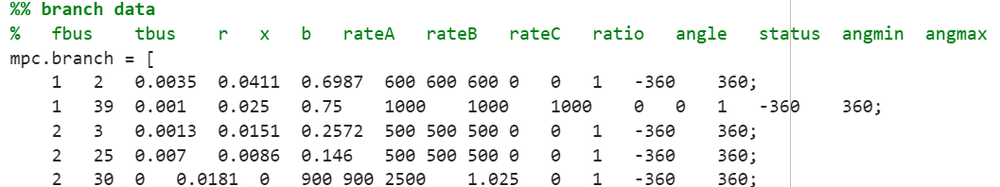 %% branch data
% fbus tbus r x b rateA rateB rateC ratio angle status angmin angmax
mpc.branch = [
1 2 0.0035 0.0411 0.6987 600 600 600 0 0 1 -360 360;
1 39 0.001 0.025 0.75 1000 1000 1000 0 0 1 -360 360;
2 3 0.0013 0.0151 0.2572 500 500 500 0 0 1 -360 360;
2 25 0.007 0.0086 0.146 500 500 500 0 0 1 -360 360;
2 30 0 0.0181 0 900 900 2500 1.025 0 1 -360 360;